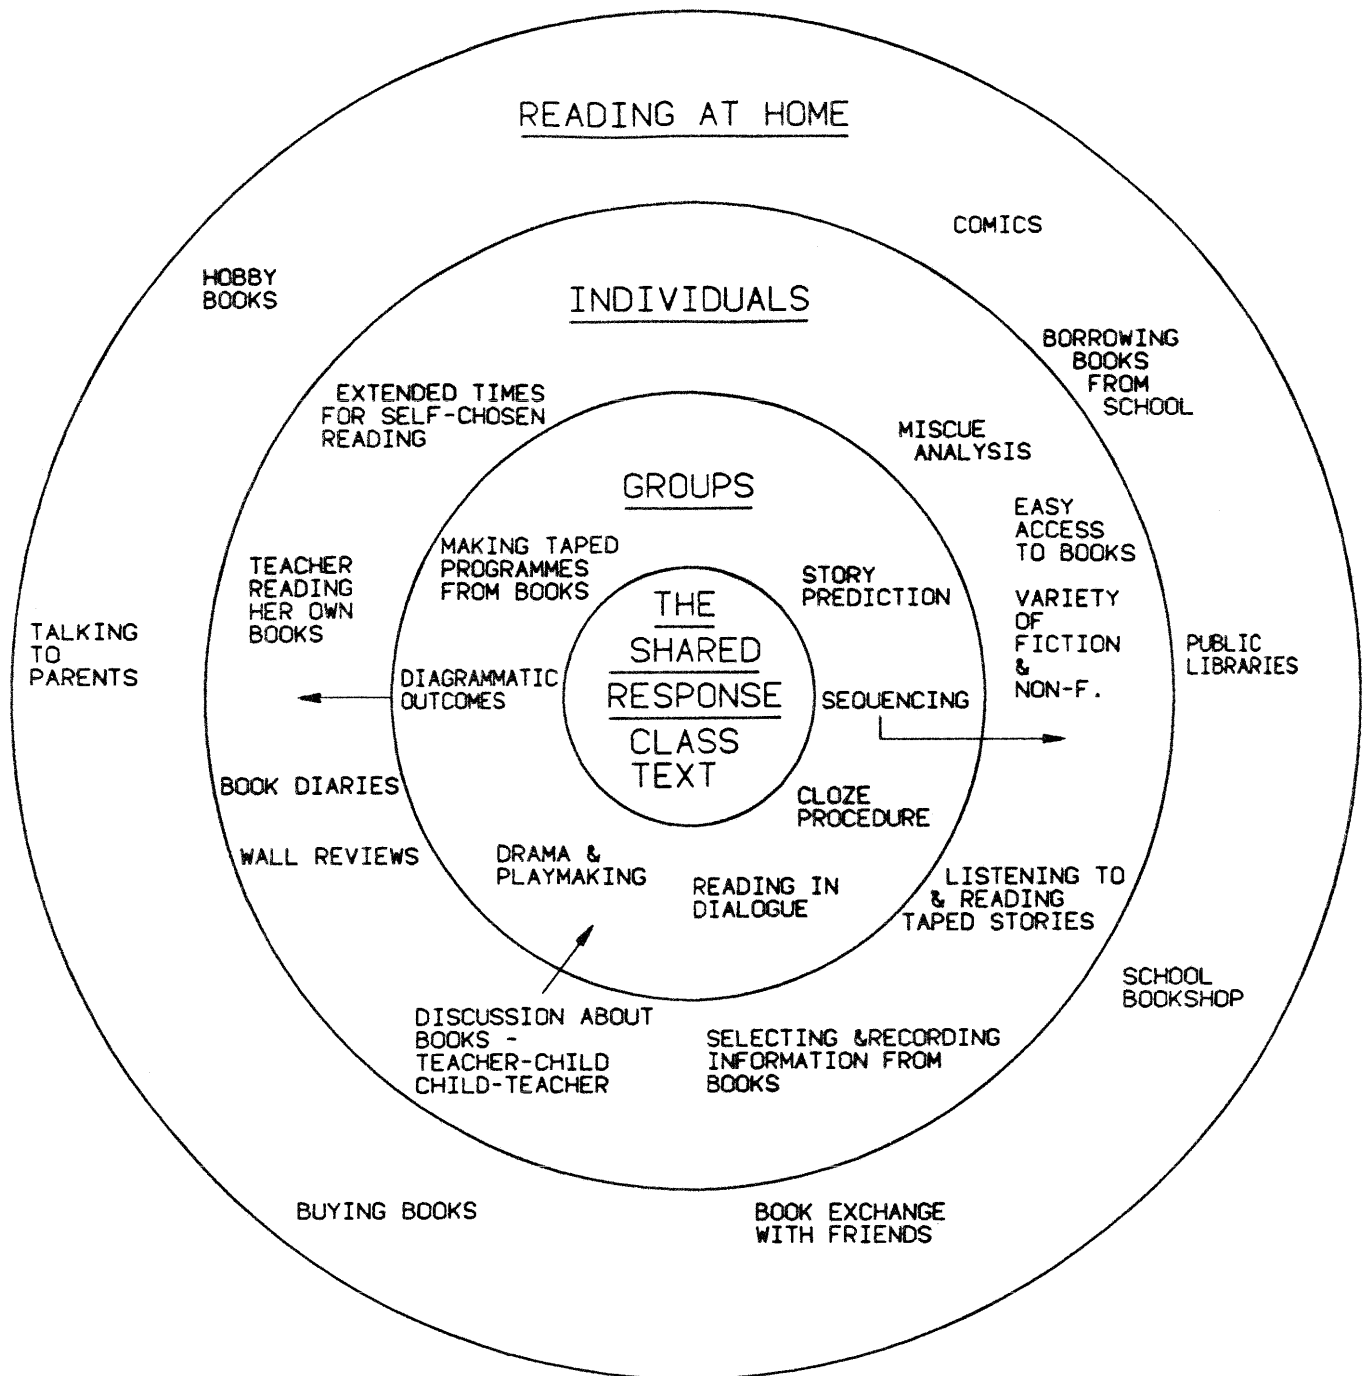 READING AT HOME
COMICS
HOBBY
BOOKS
BORROWING
BOOKS
FROM
SCHOOL
TALKING
TO
PARENTS
PUBLIC
LIBRARIES
SCHOOL
BOOKSHOP
BUYING BOOKS
BOOK EXCHANGE
WITH FRIENDS
INDIVIDUALS
EXTENDED TIMES
FOR SELF-CHOSEN
READING
MISCUE
ANALYSIS
EASY
ACCESS
TO BOOKS
TEACHER
READING
HER OWN
BOOKS
VARIETY
OF
FICTION
&
NON-F.
BOOK DIARIES
WALL REVIEWS
LISTENING TO
& READING
TAPED STORIES
DISCUSSION ABOUT
BOOKS -
TEACHER-CHILD
CHILD-TEACHER
SELECTING &RECORDING
INFORMATION FROM
BOOKS
GROUPS
MAKING TAPED
PROGRAMMES
FROM BOOKS
STORY
PREDICTION
DIAGRAMMATIC
OUTCOMES
SEQUENCING
CLOZE
PROCEDURE
DRAMA &
PLAYMAKING
READING IN
DIALOGUE
THE
SHARED
RESPONSE
CLASS
TEXT